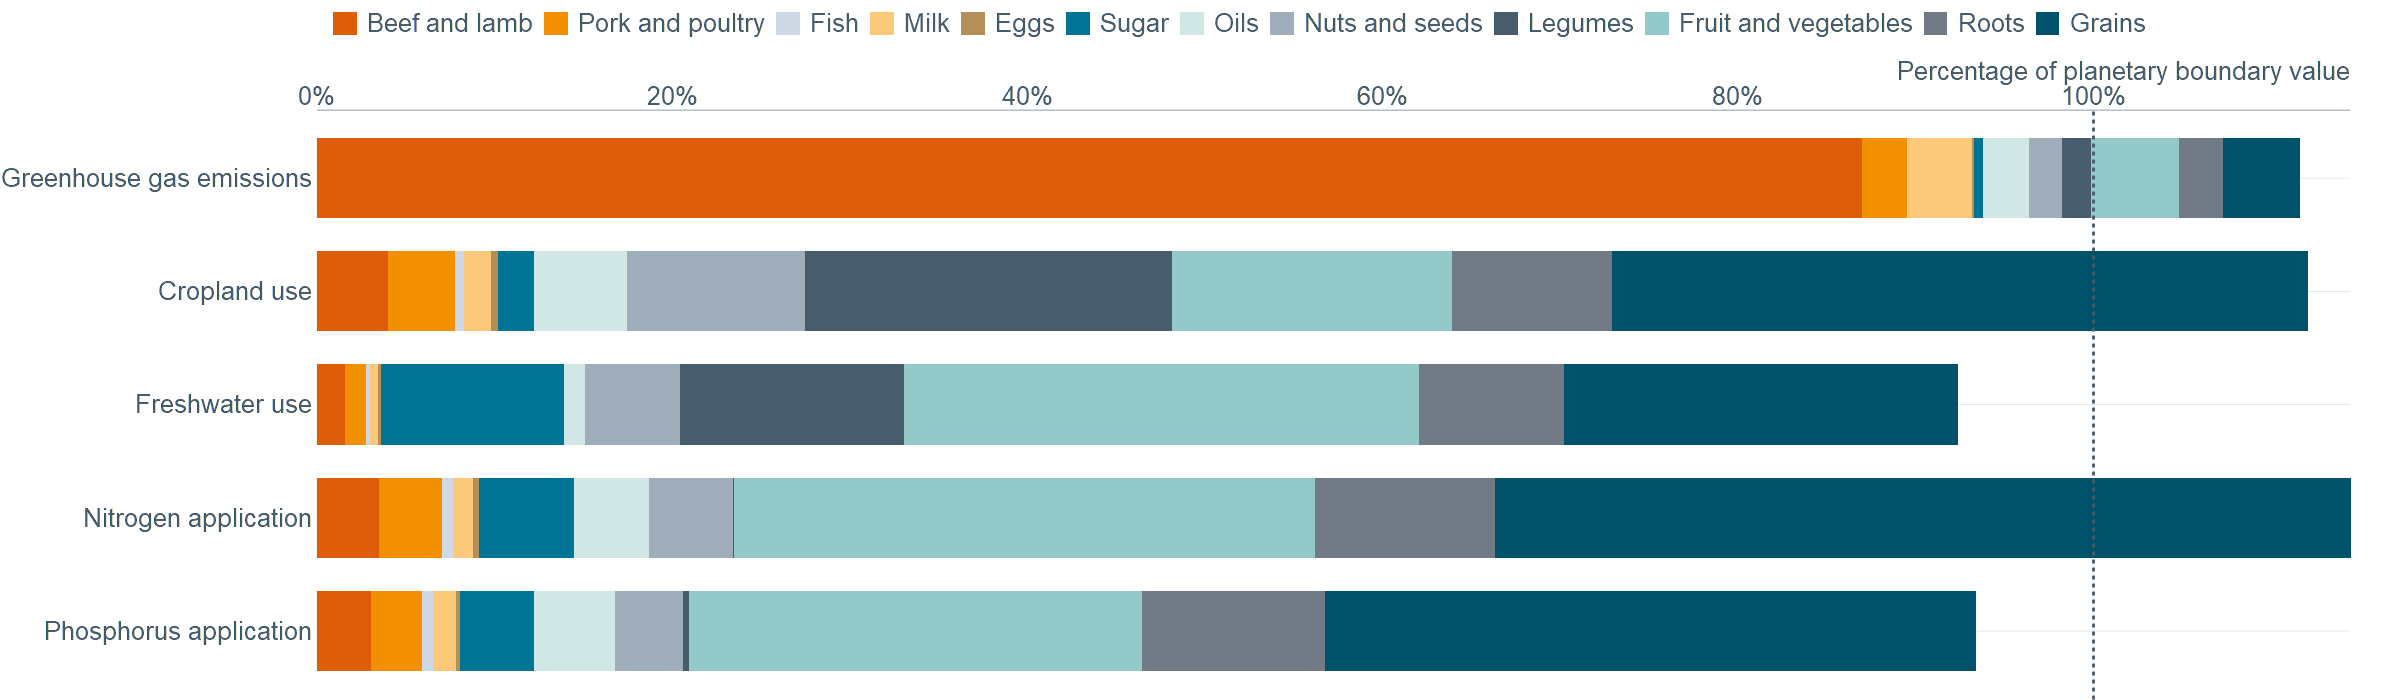 Beef and lamb Pork and poultry Fish Milk Eggs Sugar Oils Nuts and seeds Legumes Fruit and vegetables Roots Grains
Percentage of planetary boundary value
0% 20% 40% 60% 80% 100%
Greenhouse gas emissions
Cropland use
Freshwater use
Nitrogen application
Phosphorus application